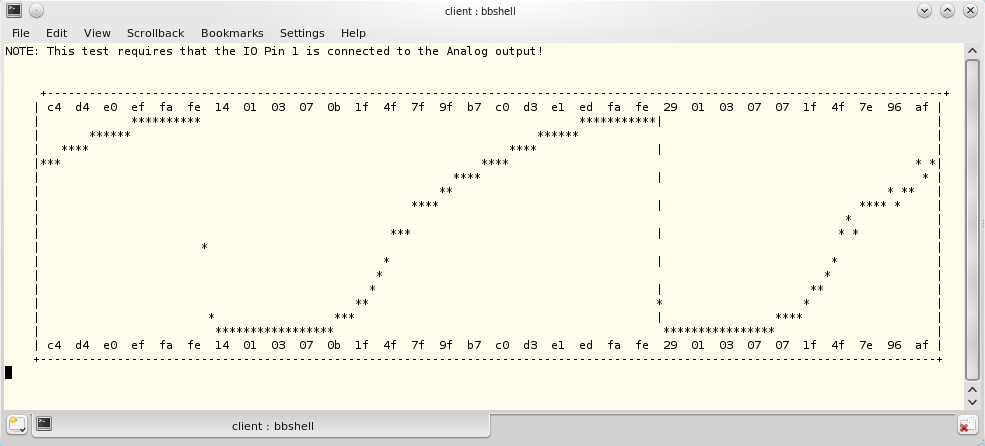 client : bbshell
File Edit View Scrollback Bookmarks Settings Help
NOTE: This test requires that the IO Pin 1 is connected to the Analog output!
c4 d4 e0 ef fa fe 14 01 03 07 0b 1f 4f 7f 9f b7 c0 d3 e1 ed fa fe 29 01 03 07 07 1f 4f 7e 96 af
c4 d4 e0 ef fa fe 14 01 03 07 0b 1f 4f 7f 9f b7 c0 d3 e1 ed fa fe 29 01 03 07 07 1f 4f 7e 96 af
client : bbshell